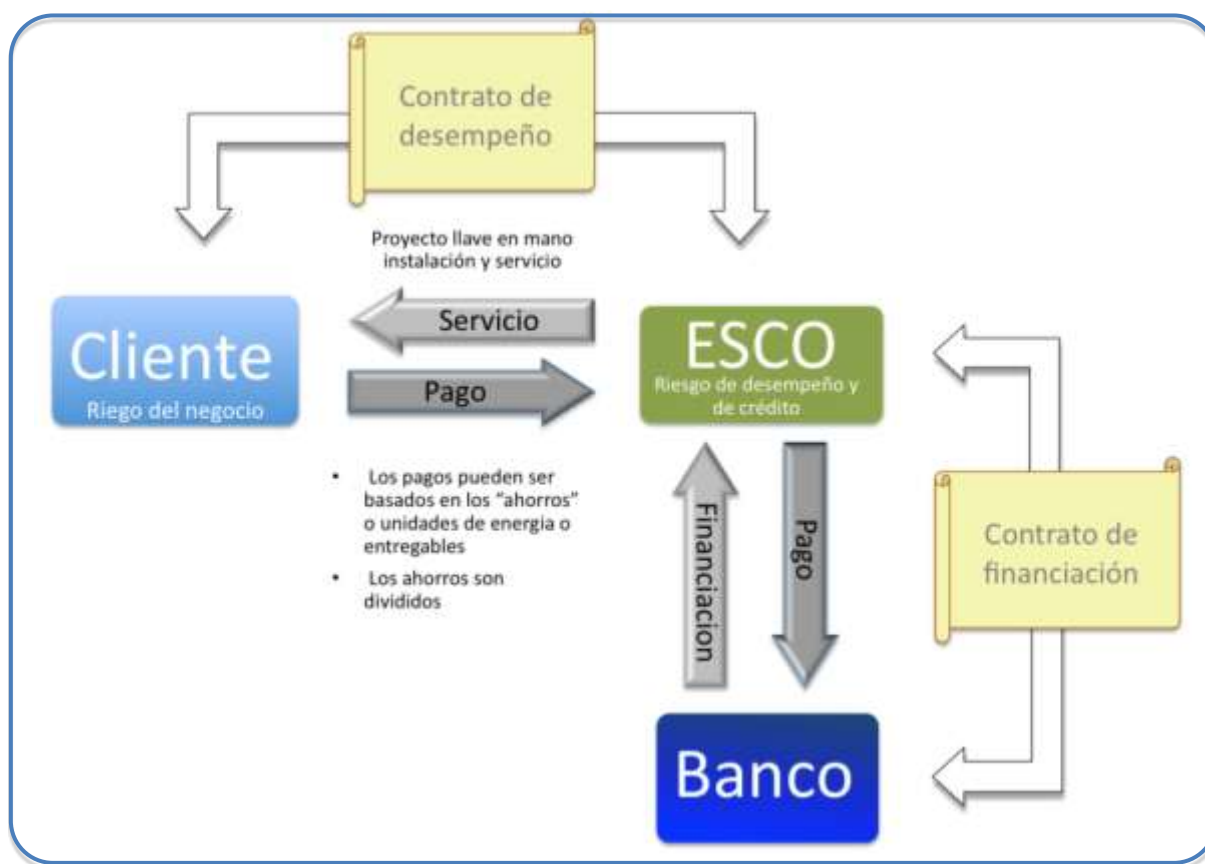 Contrato de
desempeño
Proyecto llave en mano
instalación y servicio
Cliente
Riego del negocio
Servicio
Pago
ESCO
Riesgo de desempeño y
de crédito
• Los pagos pueden ser
basados en los “ahorros”
o unidades de energia o
entregables
• Los ahorros son
divididos
Financiacion
Pago
Contrato de
financiación
Banco